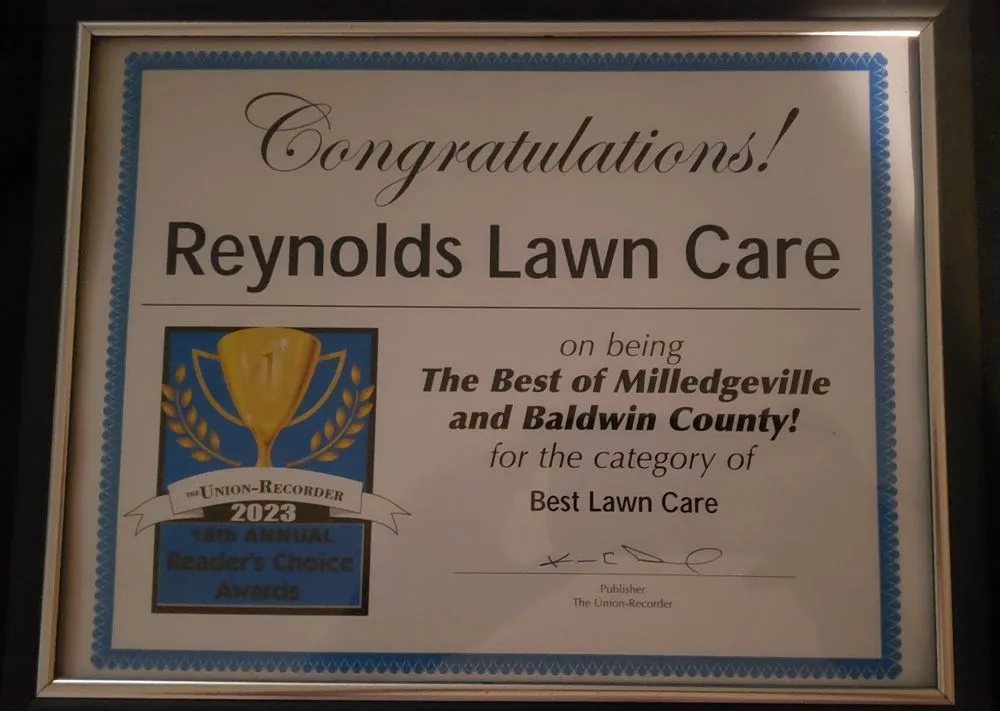 Congratulations!
Reynolds Lawn Care
on being
The Best of Milledgeville
and Baldwin County!
for the category of
Best Lawn Care
1
THE UNION-RECORDER
2023
18th ANNUAL
Reader's Choice
Awards
Publisher
The Union-Recorder